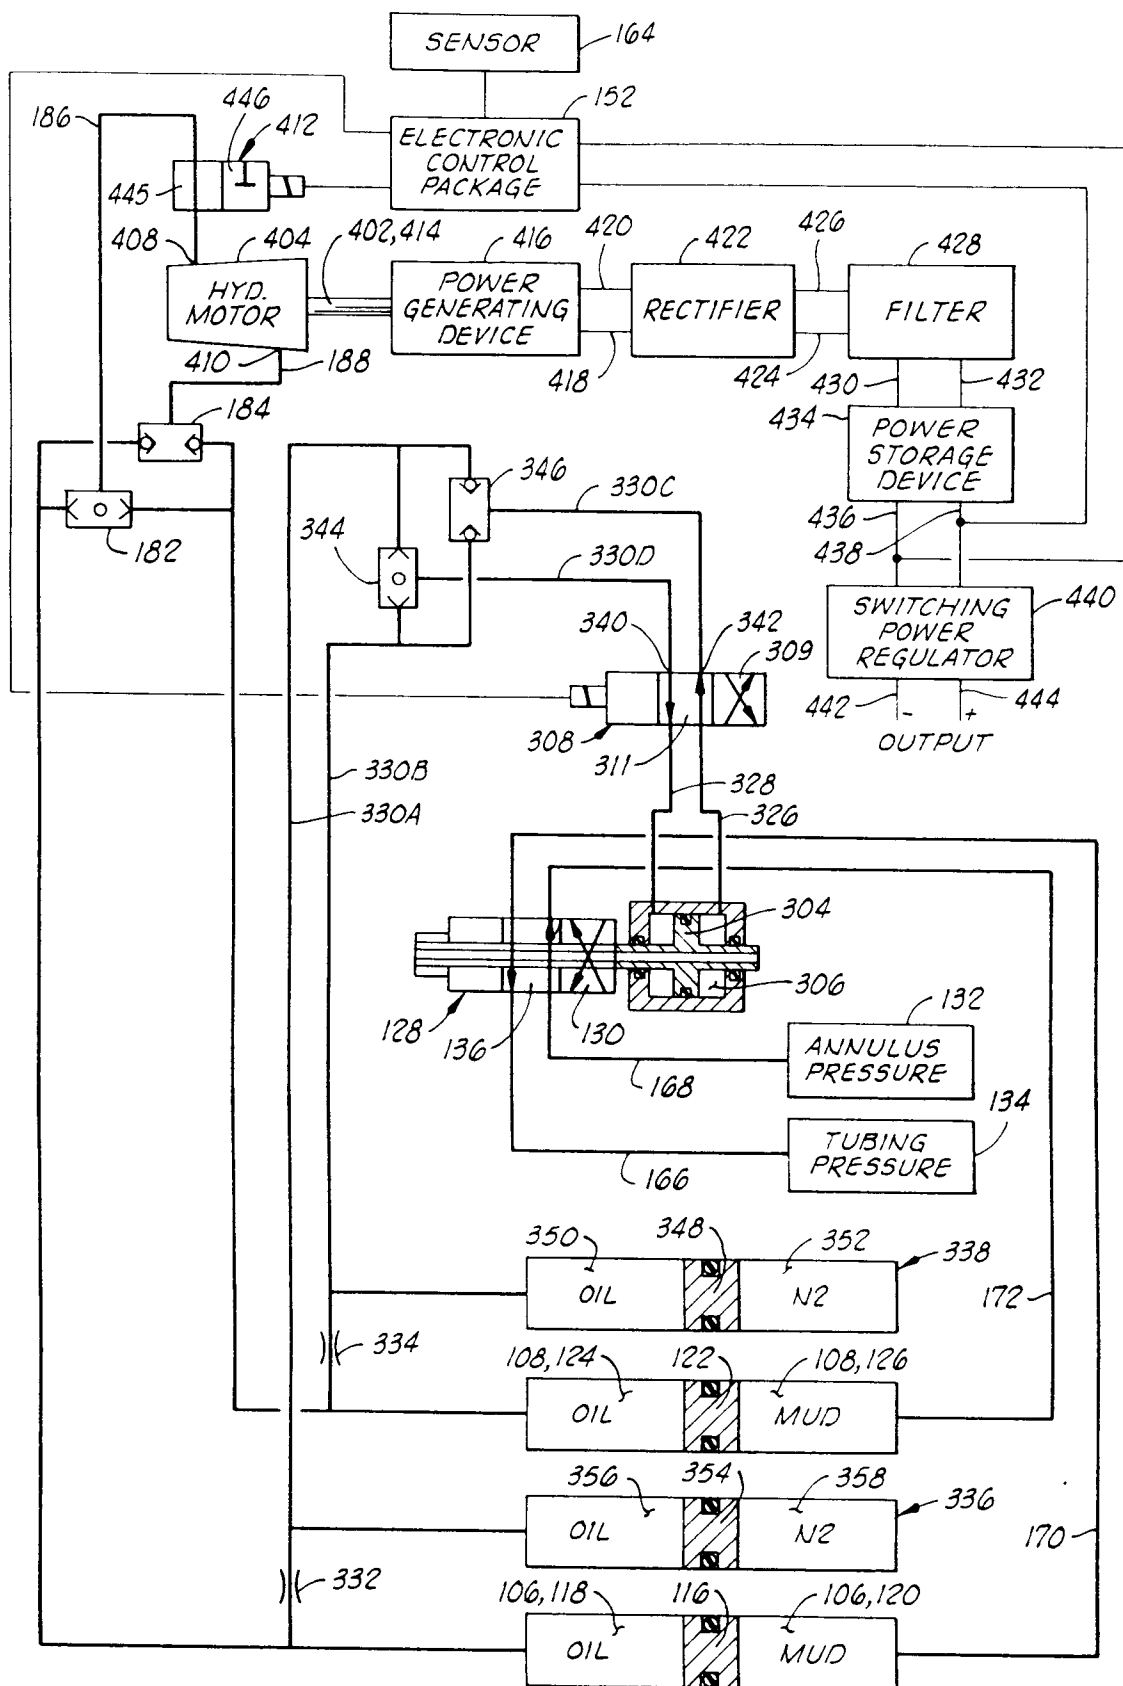 SENSOR
164
446
412
186
445
152
ELECTRONIC
CONTROL
PACKAGE
408
404
402,414
416
420
422
426
428
HYD.
MOTOR
POWER
GENERATING
DEVICE
RECTIFIER
FILTER
410
188
418
424
430
432
184
434
POWER
STORAGE
DEVICE
346
330C
436
438
182
344
330D
SWITCHING
POWER
REGULATOR
440
340
342
309
442
444
- +
OUTPUT
308
311
330B
328
330A
326
304
306
128
136
130
132
ANNULUS
PRESSURE
168
134
TUBING
PRESSURE
166
350
348
352
338
OIL
N2
172
334
108,124
122
108,126
OIL
MUD
356
354
358
336
OIL
N2
170
332
106,118
116
106,120
OIL
MUD